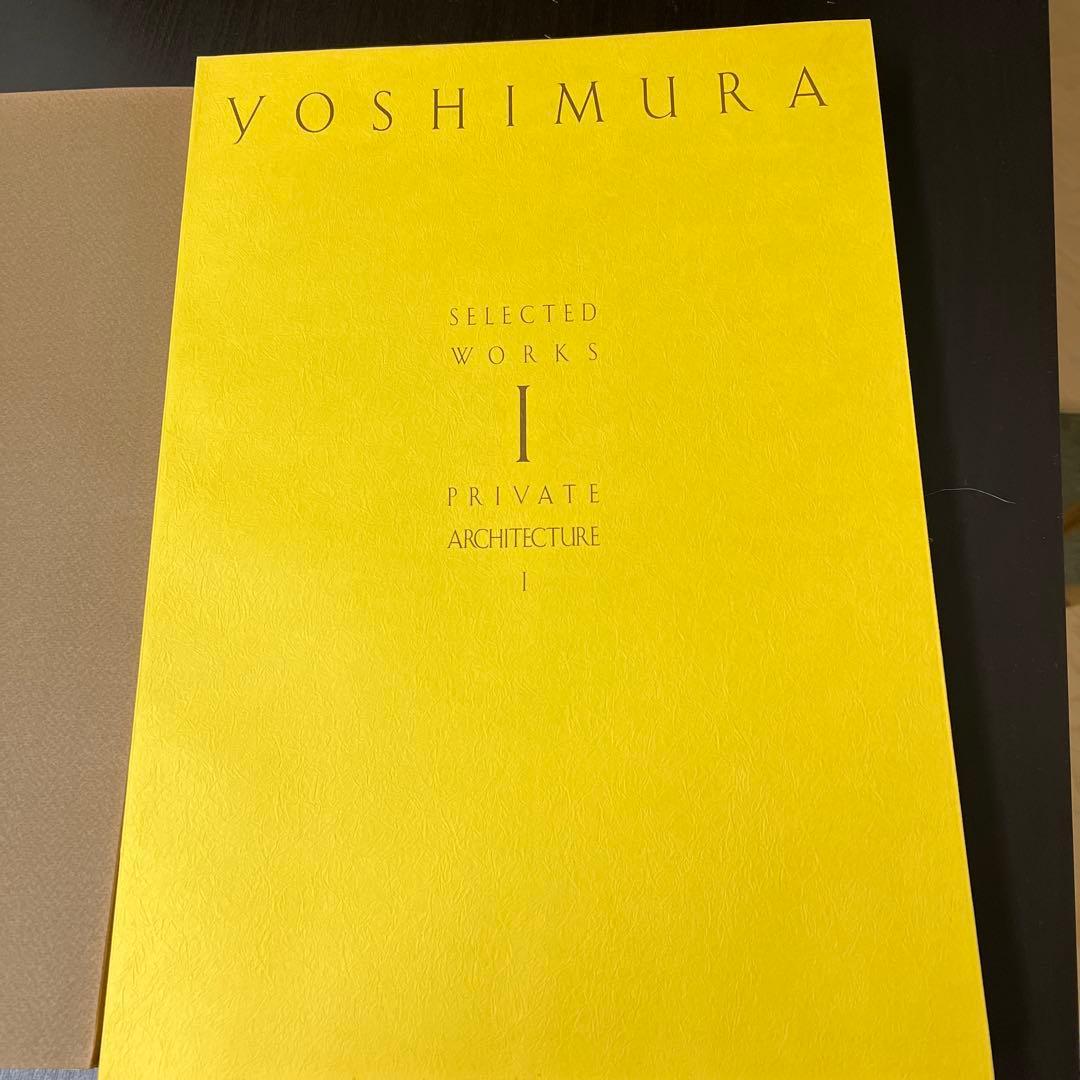 YOSHIMURA
SELECTED
WORKS
I
PRIVATE
ARCHITECTURE
I